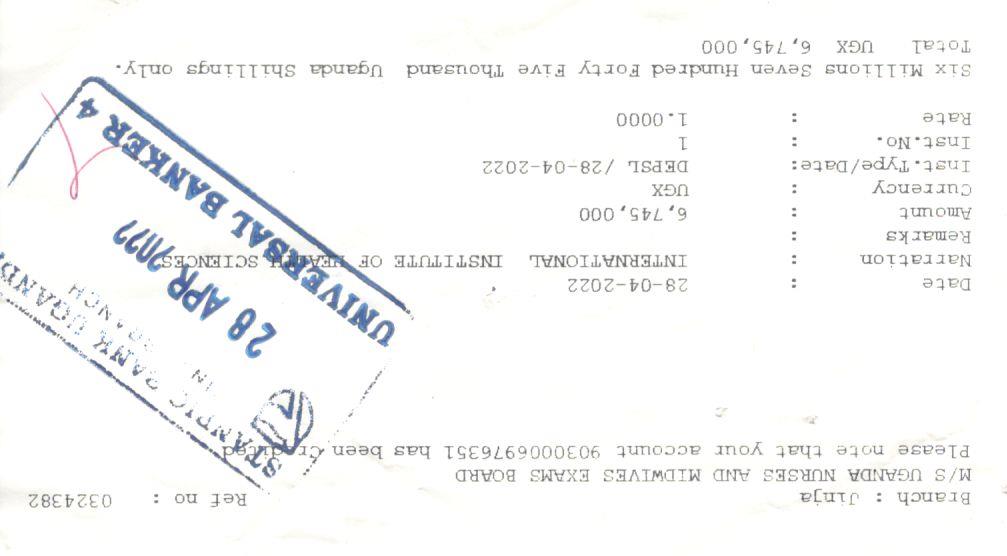 Branch : Jinja Ref no : 0324382
M/S UGANDA NURSES AND MIDWIVES EXAMS BOARD
Please note that your account 9030006976351 has been Credited
STANBIC BANK UGANDA
BRANCH
28 APR 2022
UNIVERSAL BANKER 4
Date : 28-04-2022
Narration : INTERNATIONAL INSTITUTE OF HEALTH SCIENCES
Remarks :
Amount : 6,745,000
Currency : UGX
Inst.Type/Date: DEPSL /28-04-2022
Inst.No. : 1
Rate : 1.0000
Six Millions Seven Hundred Forty Five Thousand Uganda Shillings only.
Total UGX 6,745,000